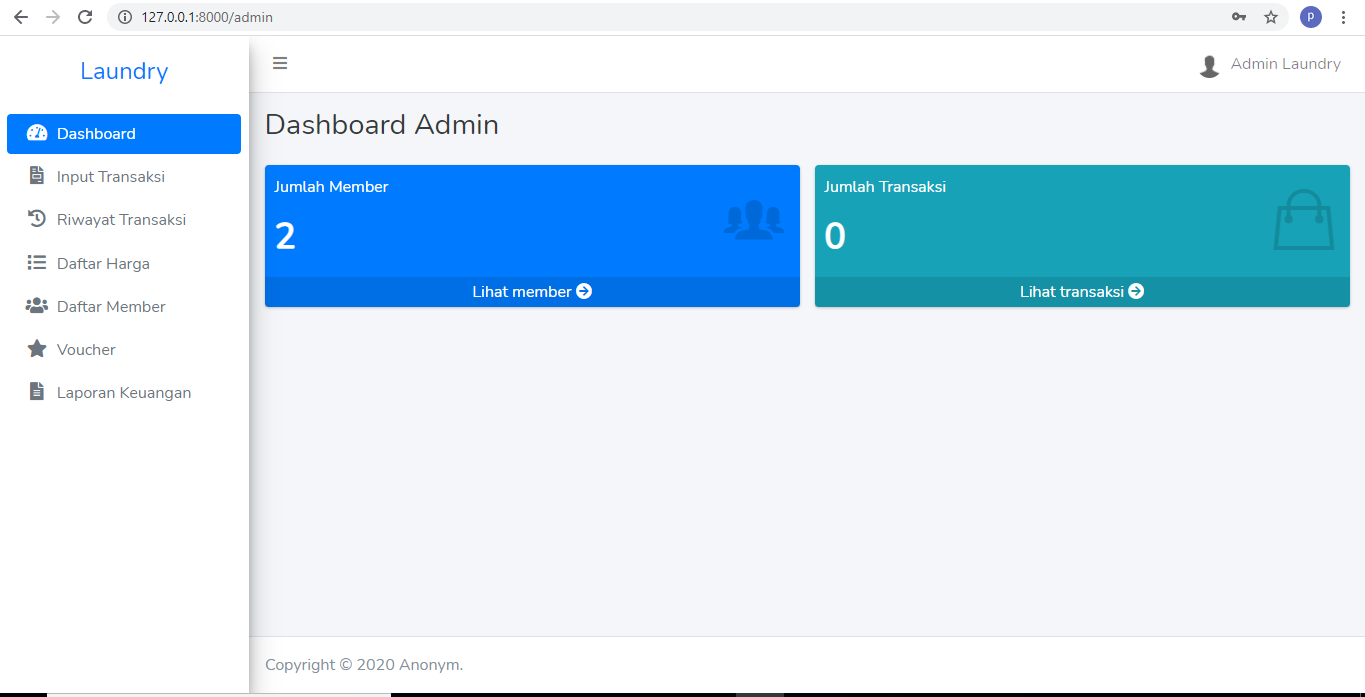 127.0.0.1:8000/admin
p
Laundry
Admin Laundry
Dashboard
Input Transaksi
Riwayat Transaksi
Daftar Harga
Daftar Member
Voucher
Laporan Keuangan
Dashboard Admin
Jumlah Member
2
Lihat member
Jumlah Transaksi
0
Lihat transaksi
Copyright © 2020 Anonym.